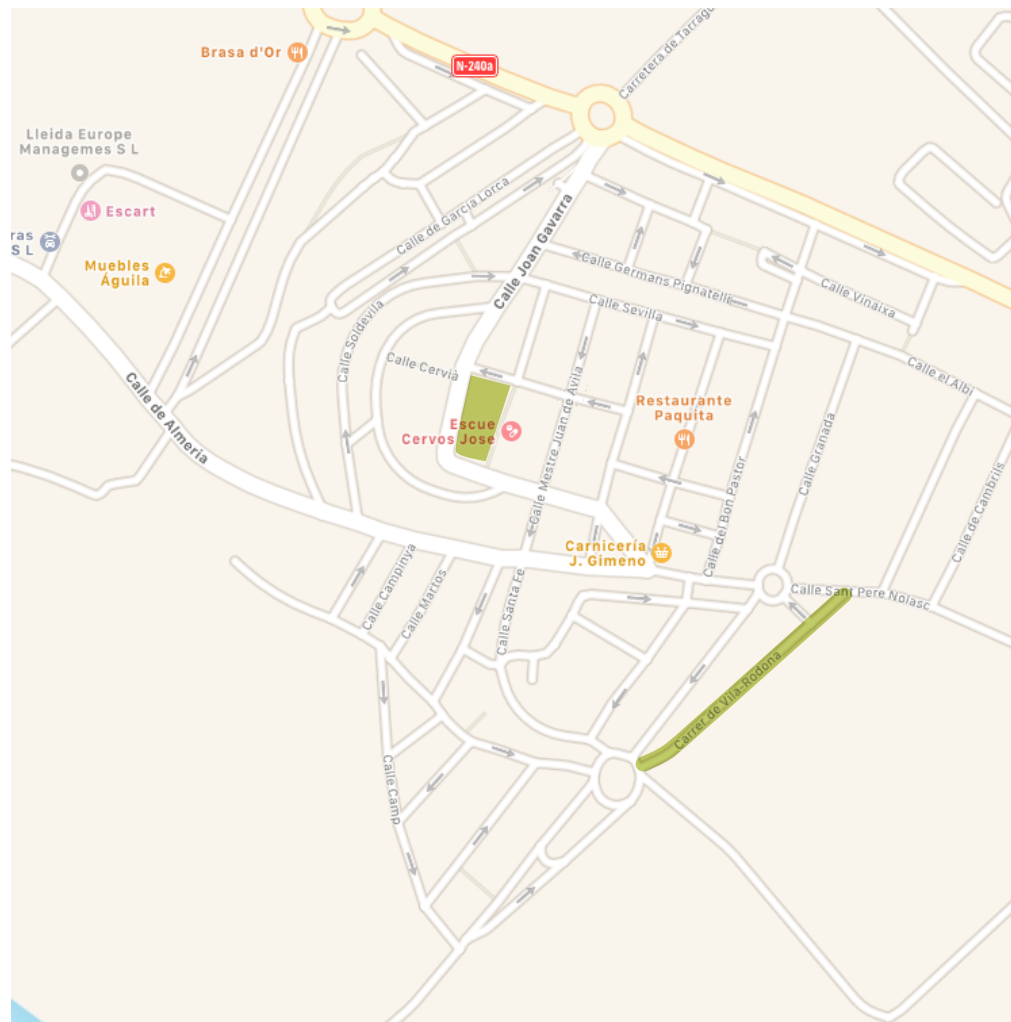 Brasa d'Or
N-240a
Carretera de Tarrago
Lleida Europe
Managemes S L
Escart
ras
S L
Muebles
Águila
Calle de García Lorca
Calle Joan Gavarra
Calle Germans Pignatelli
Calle Vinaixa
Calle Sevilla
Calle Soldevila
Calle Cervià
Calle el Albi
Calle de Almería
Restaurante
Paquita
Escue
Cervos Jose
Calle Mestre Juan de Ávila
Calle Granada
Calle del Bon Pastor
Calle de Cambrils
Carnicería
J. Gimeno
Calle Campinya
Calle Martos
Calle Santa Fe
Calle Sant Pere Nolasc
Carrer de Vila-Rodona
Calle Camp